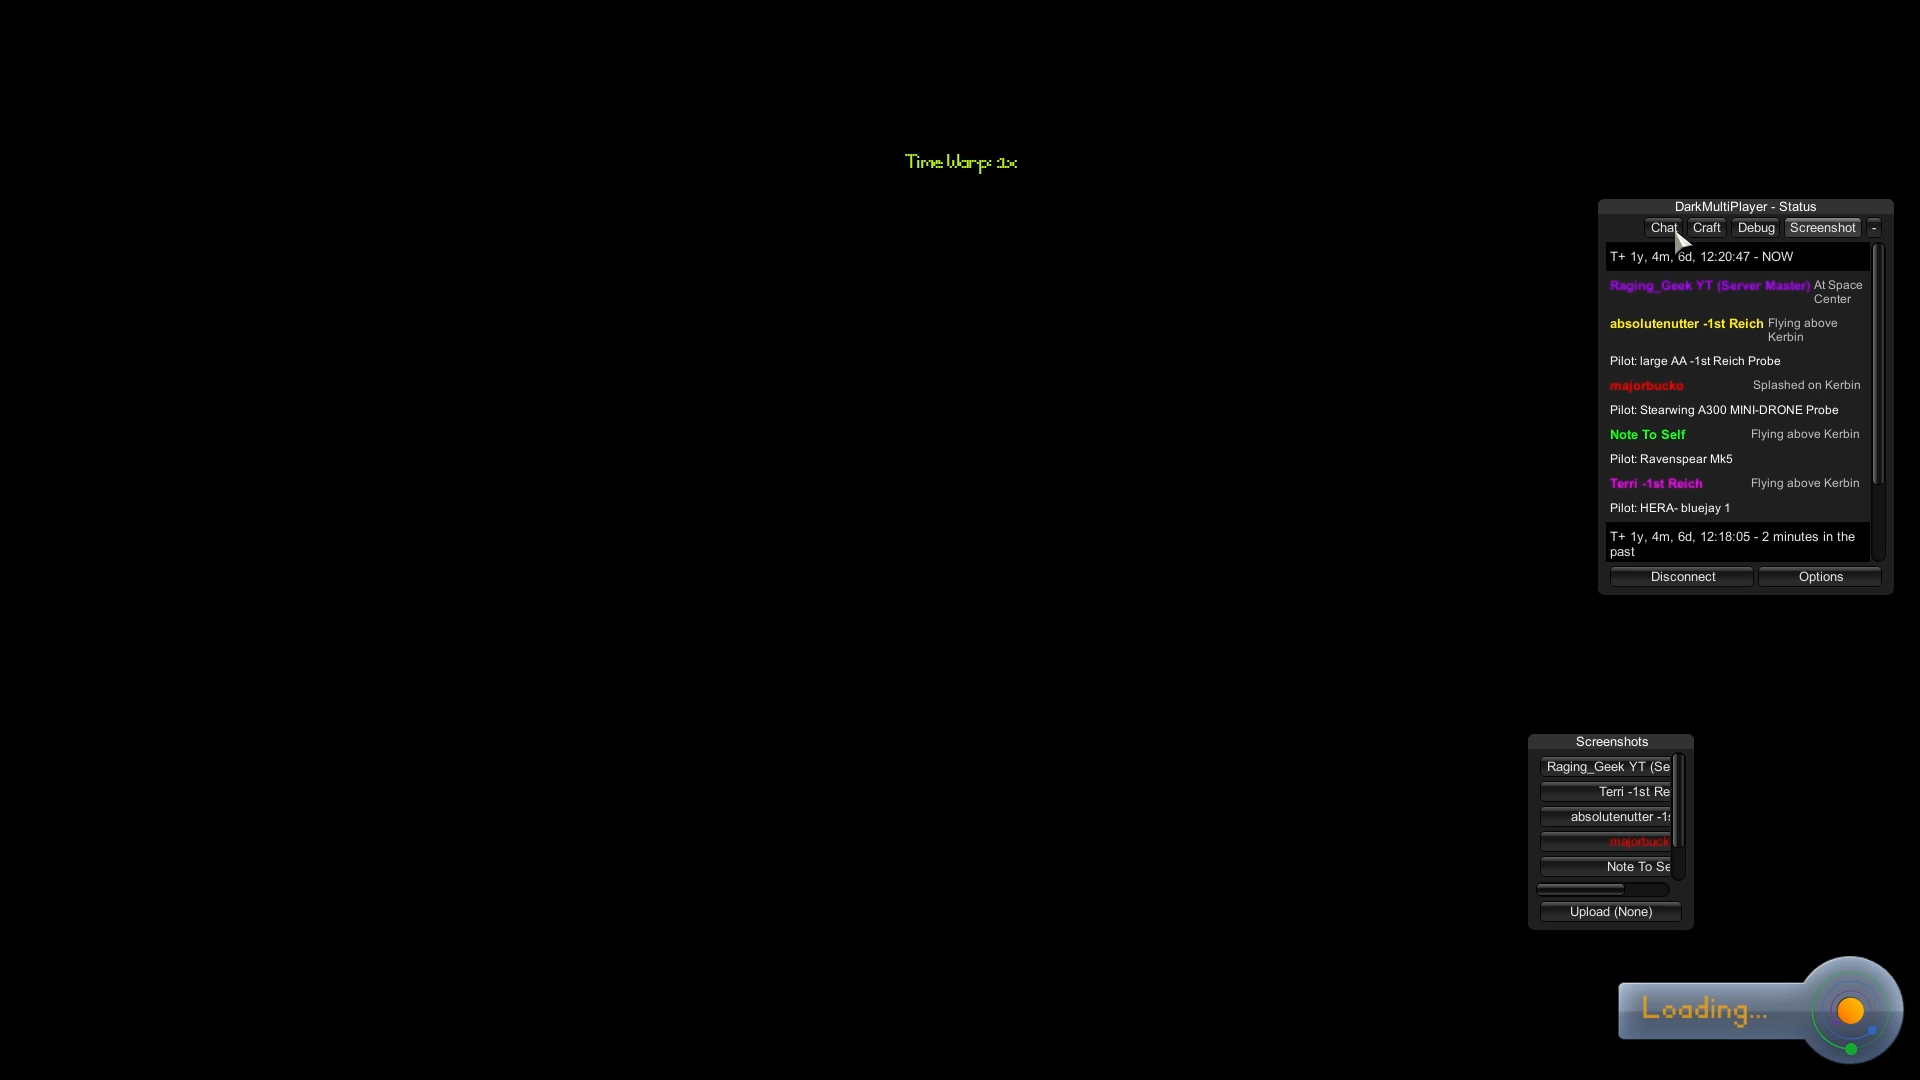 Time Warp: 1x
DarkMultiPlayer - Status
Chat Craft Debug Screenshot -
T+ 1y, 4m, 6d, 12:20:47 - NOW
Raging_Geek YT (Server Master) At Space
Center
absolutenutter -1st Reich Flying above
Kerbin
Pilot: large AA -1st Reich Probe
majorbucko Splashed on Kerbin
Pilot: Stearwing A300 MINI-DRONE Probe
Note To Self Flying above Kerbin
Pilot: Ravenspear Mk5
Terri -1st Reich Flying above Kerbin
Pilot: HERA- bluejay 1
T+ 1y, 4m, 6d, 12:18:05 - 2 minutes in the
past
Disconnect Options
Screenshots
Raging_Geek YT (Se
Terri -1st Re
absolutenutter -1s
majorbuck
Note To Se
Upload (None)
Loading...